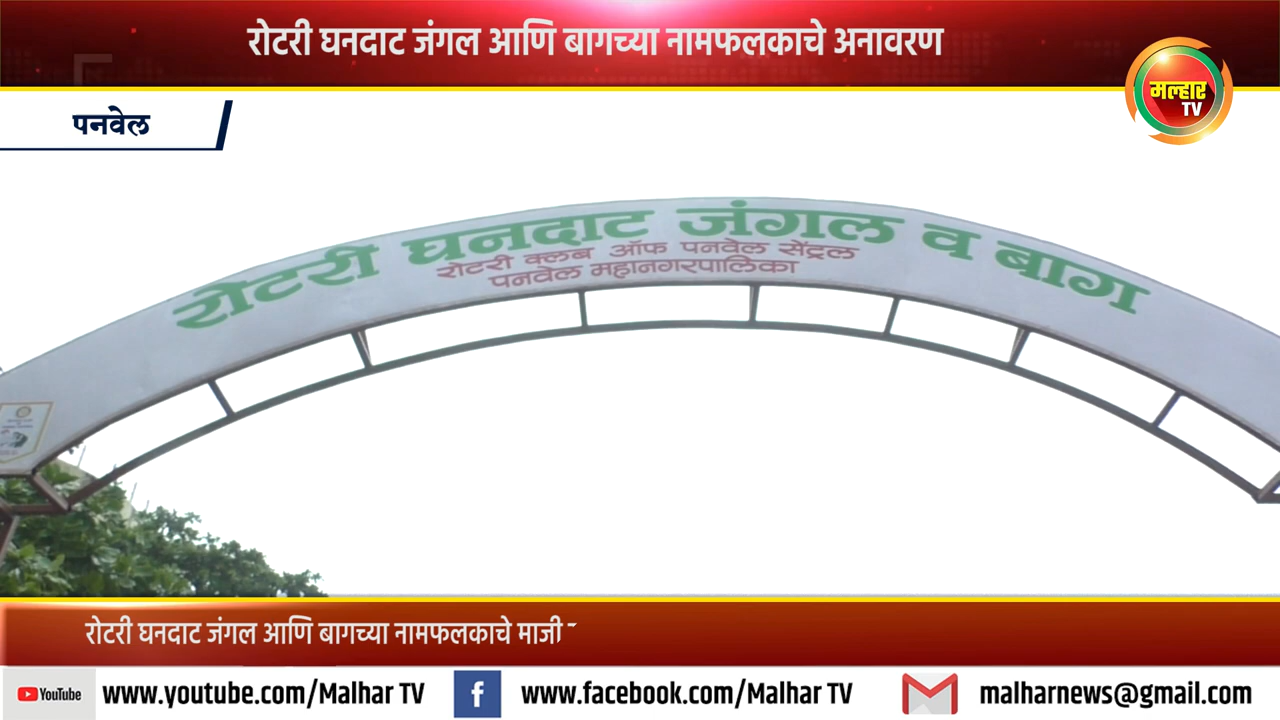 रोटरी घनदाट जंगल आणि बागच्या नामफलकाचे अनावरण
मल्हार
TV
पनवेल
रोटरी घनदाट जंगल व बाग
रोटरी क्लब ऑफ पनवेल सेंट्रल
पनवेल महानगरपालिका
रोटरी घनदाट जंगल आणि बागच्या नामफलकाचे माजी
YouTube www.youtube.com/Malhar TV f www.facebook.com/Malhar TV malharnews@gmail.com